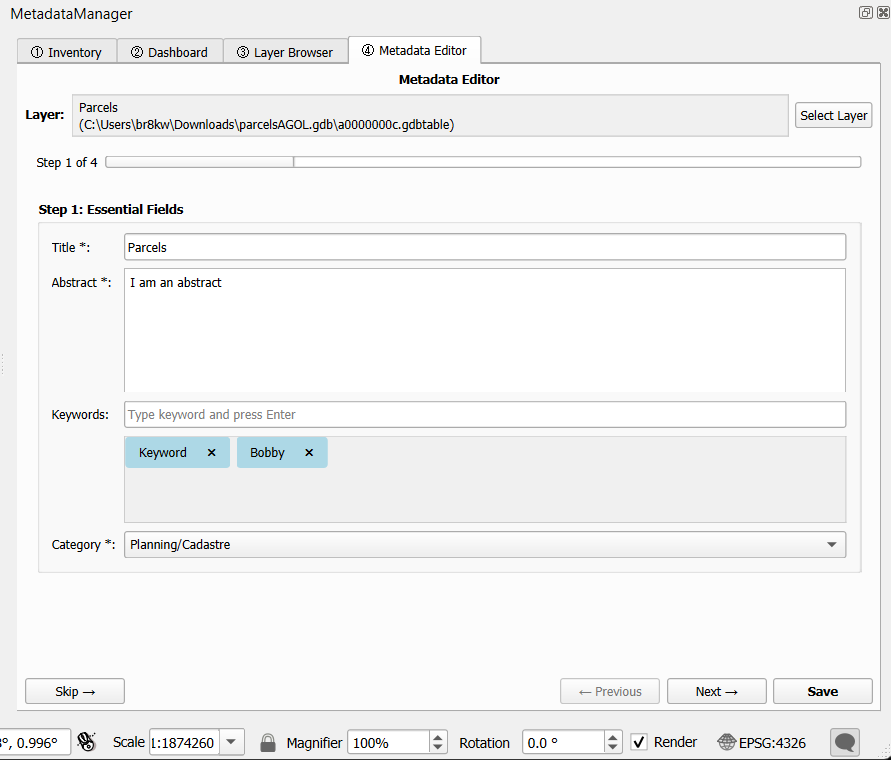 MetadataManager
① Inventory
② Dashboard
③ Layer Browser
④ Metadata Editor
Metadata Editor
Layer:
Parcels
(C:\Users\br8kw\Downloads\parcelsAGOL.gdb\a0000000c.gdbtable)
Select Layer
Step 1 of 4
Step 1: Essential Fields
Title *:
Parcels
Abstract *:
I am an abstract
Keywords:
Type keyword and press Enter
Keyword ×
Bobby ×
Category *:
Planning/Cadastre
Skip →
← Previous
Next →
Save
°, 0.996°
Scale
1:1874260
Magnifier
100%
Rotation
0.0 °
Render
EPSG:4326